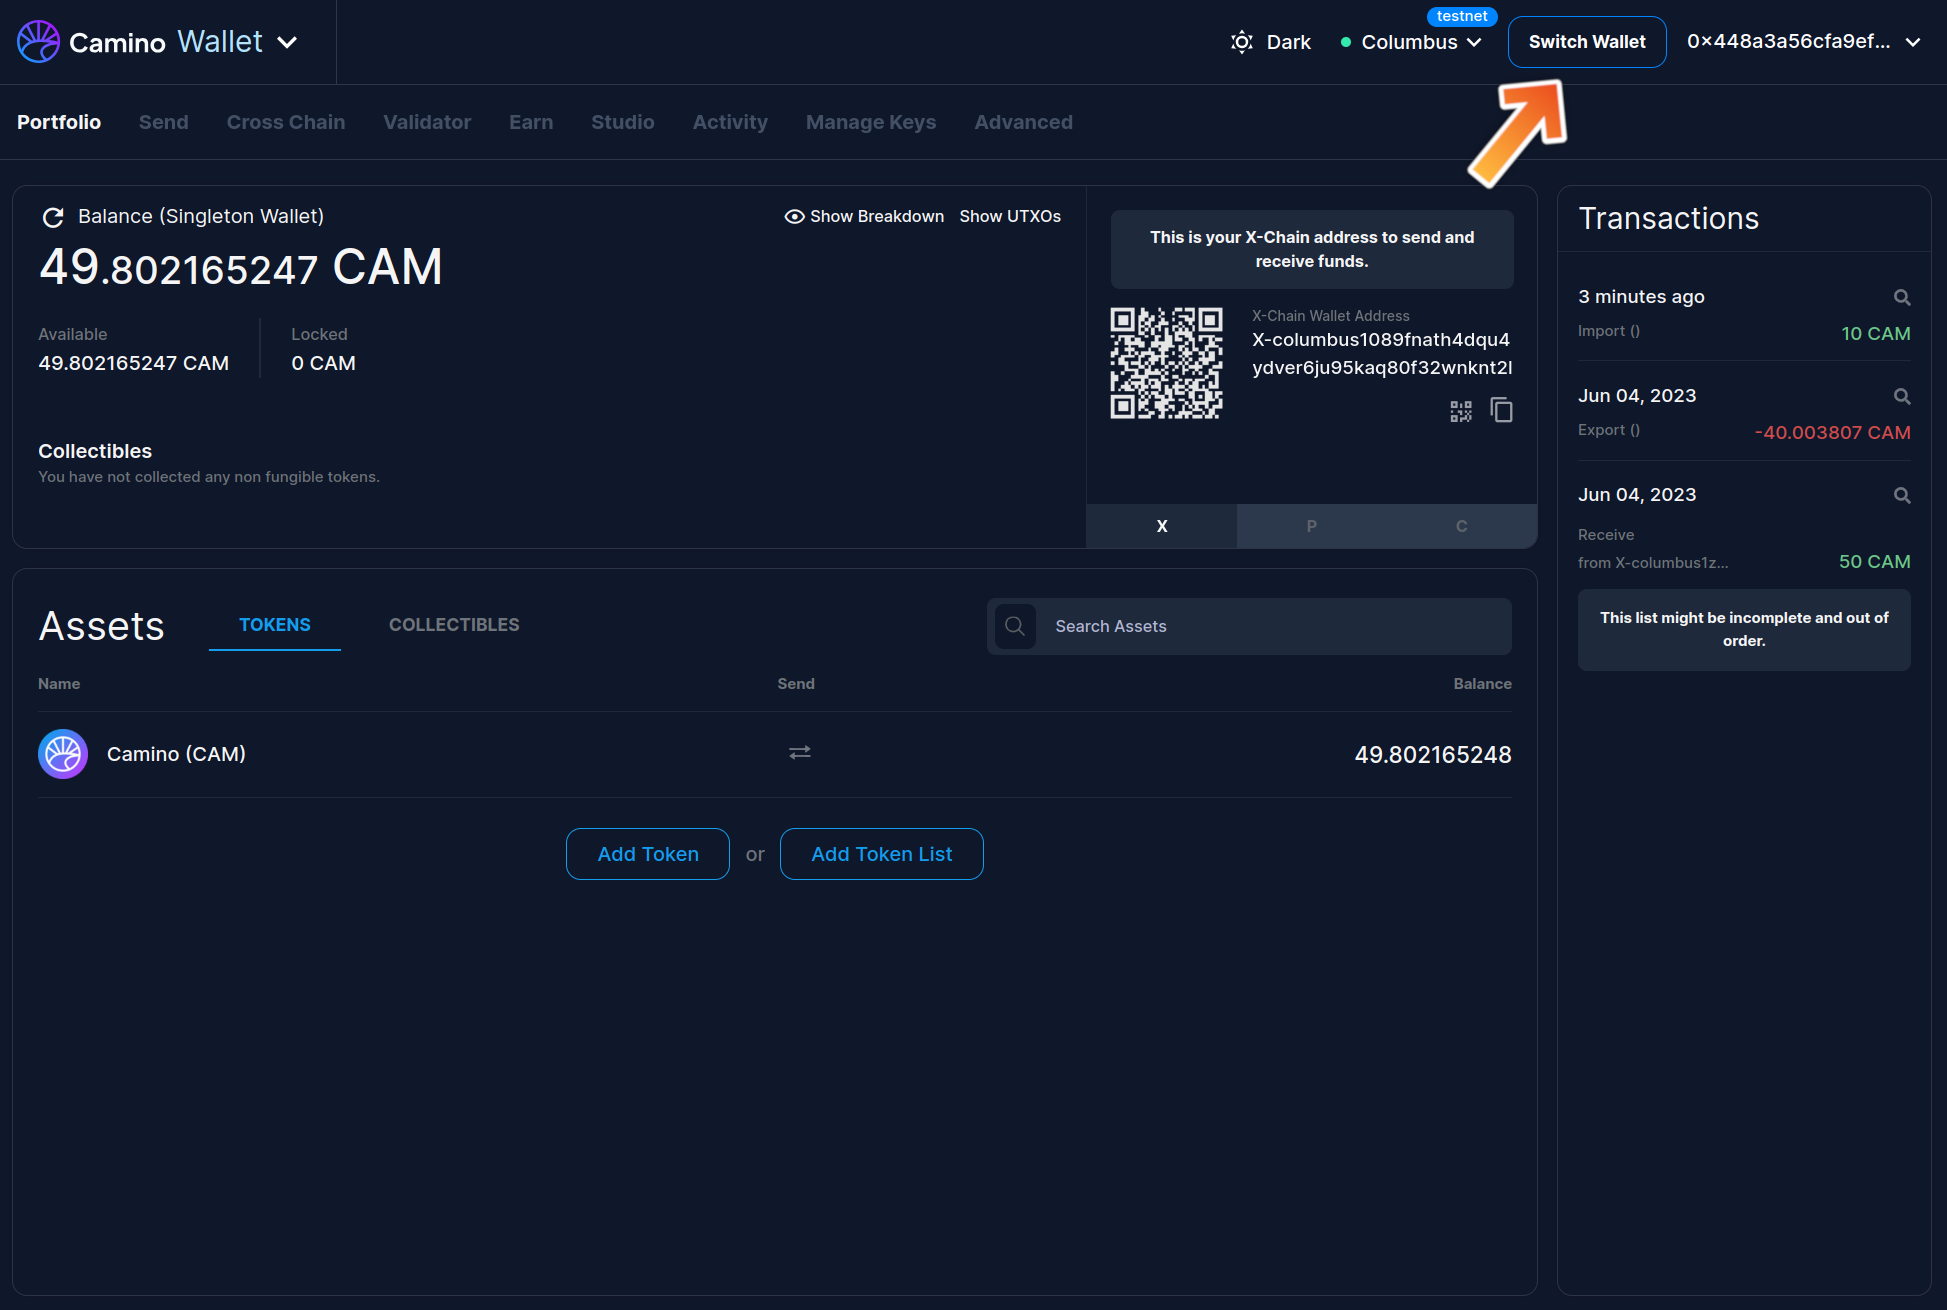 Camino Wallet
Dark
testnet
Columbus
Switch Wallet
0x448a3a56cfa9ef...
Portfolio
Send
Cross Chain
Validator
Earn
Studio
Activity
Manage Keys
Advanced
Balance (Singleton Wallet)
Show Breakdown
Show UTXOs
49.802165247 CAM
Available
49.802165247 CAM
Locked
0 CAM
Collectibles
You have not collected any non fungible tokens.
This is your X-Chain address to send and
receive funds.
X-Chain Wallet Address
X-columbus1089fnath4dqu4
ydver6ju95kaq80f32wnknt2l
X
P
C
Transactions
3 minutes ago
Import ()
10 CAM
Jun 04, 2023
Export ()
-40.003807 CAM
Jun 04, 2023
Receive
from X-columbus1z...
50 CAM
This list might be incomplete and out of
order.
Assets
TOKENS
COLLECTIBLES
Search Assets
Name
Send
Balance
Camino (CAM)
49.802165248
Add Token
or
Add Token List